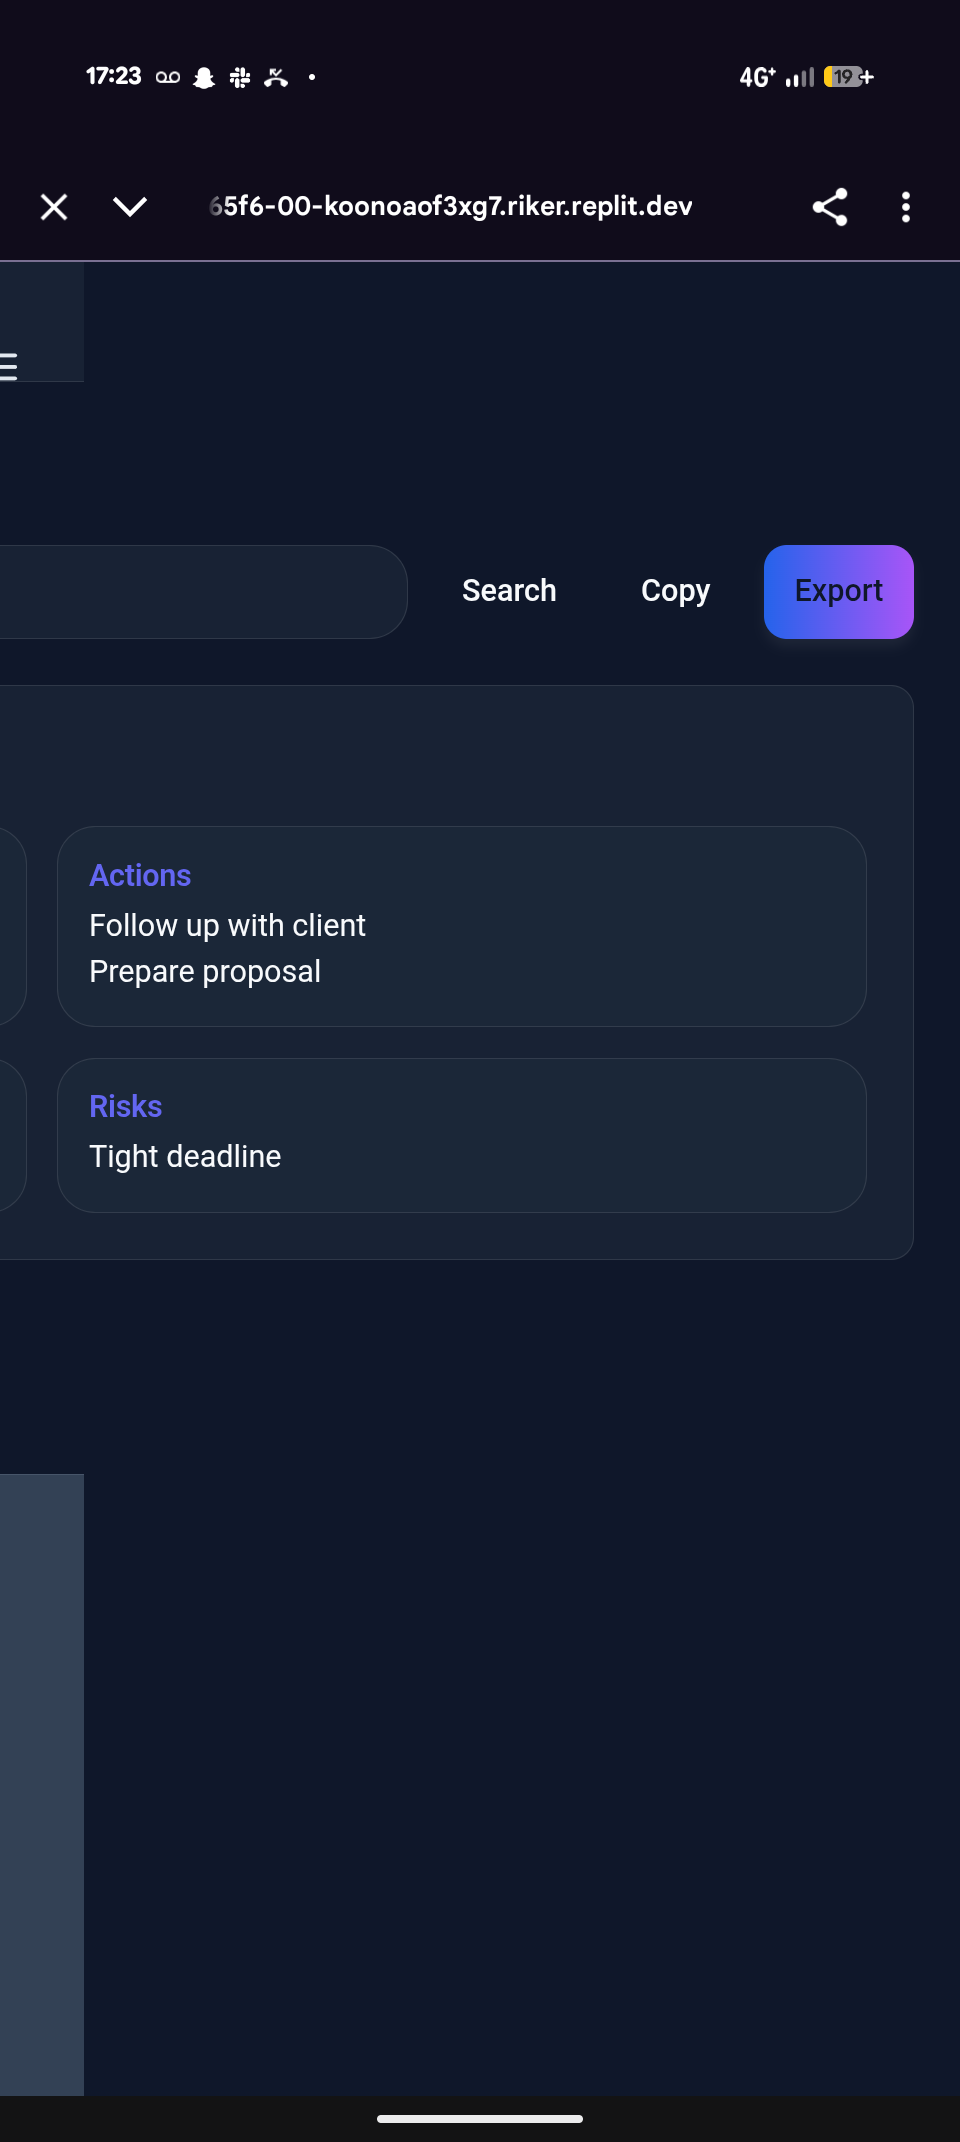 17:23
4G+
19
65f6-00-koonoaof3xg7.riker.replit.dev
Search
Copy
Export
Actions
Follow up with client
Prepare proposal
Risks
Tight deadline